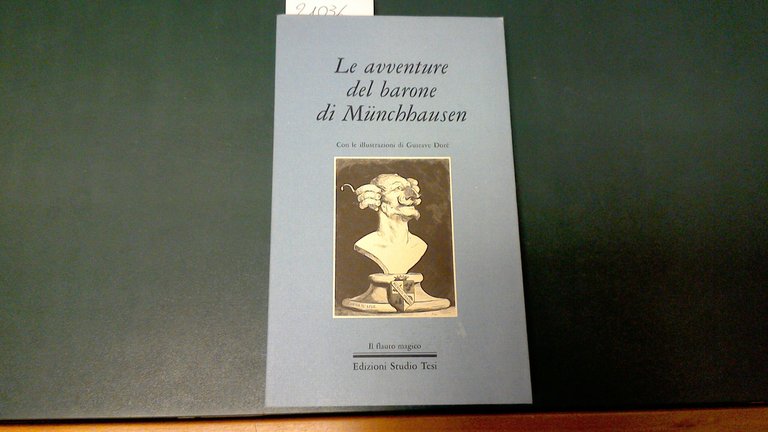 Le avventure
del barone
di Münchhausen
Con le illustrazioni di Gustave Doré
Il flauto magico
Edizioni Studio Tesi